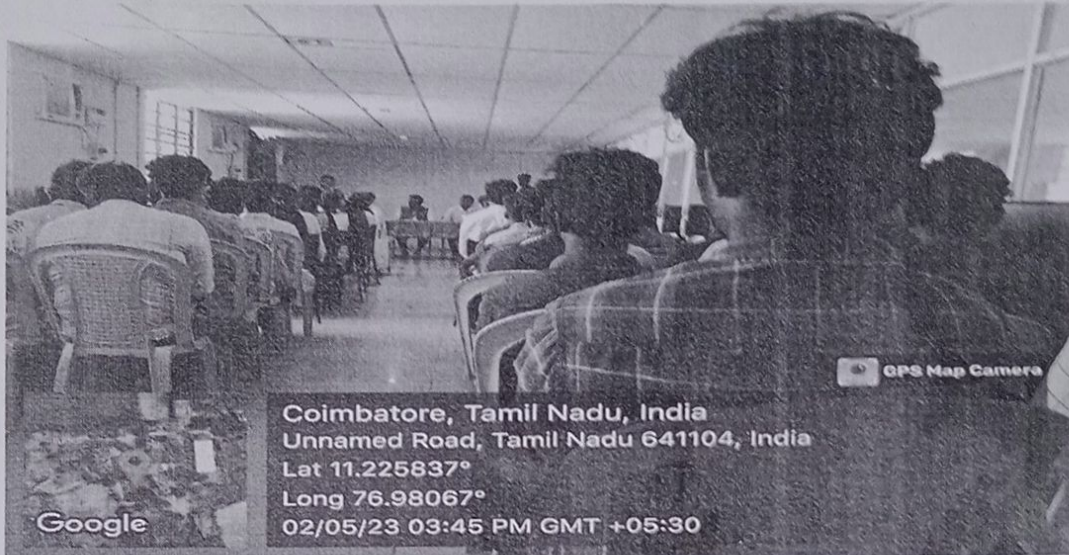 GPS Map Camera
Coimbatore, Tamil Nadu, India
Unnamed Road, Tamil Nadu 641104, India
Lat 11.225837°
Long 76.98067°
02/05/23 03:45 PM GMT +05:30
Google